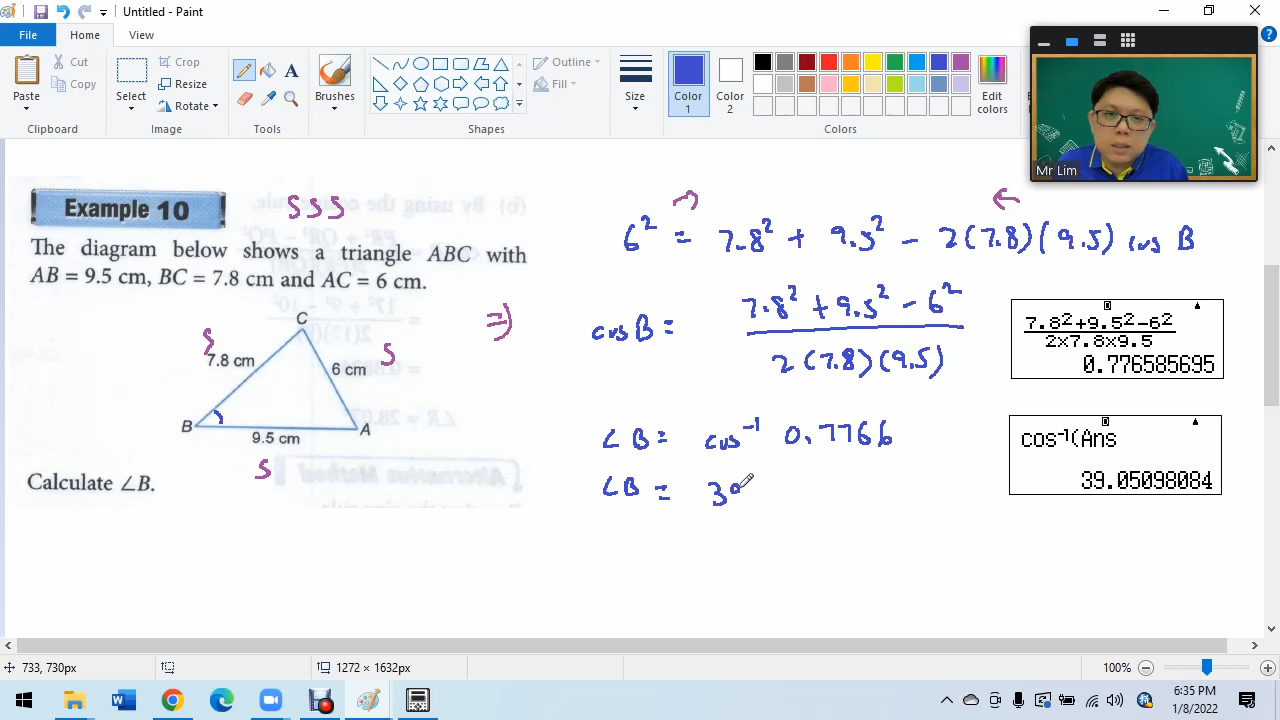 Untitled - Paint
File Home View
Paste Cut Copy Clipboard
Select Crop Resize Rotate Image
Tools
Brushes
Shapes Outline Fill
Size
Color 1 Color 2 Edit colors Colors
Mr Lim
Example 10
S S S
The diagram below shows a triangle ABC with
AB = 9.5 cm, BC = 7.8 cm and AC = 6 cm.
C
S
7.8 cm
S
6 cm
B
A
9.5 cm
S
Calculate ∠B.
⇒
6² = 7.8² + 9.5² − 2(7.8)(9.5) cos B
cos B = 7.8² + 9.5² − 6²
2(7.8)(9.5)
∠B = cos⁻¹ 0.7766
∠B = 39
7.8²+9.5²−6²
2×7.8×9.5
0.776585695
cos⁻¹(Ans
39.05098084
733, 730px
1272 × 1632px
100%
6:35 PM
1/8/2022